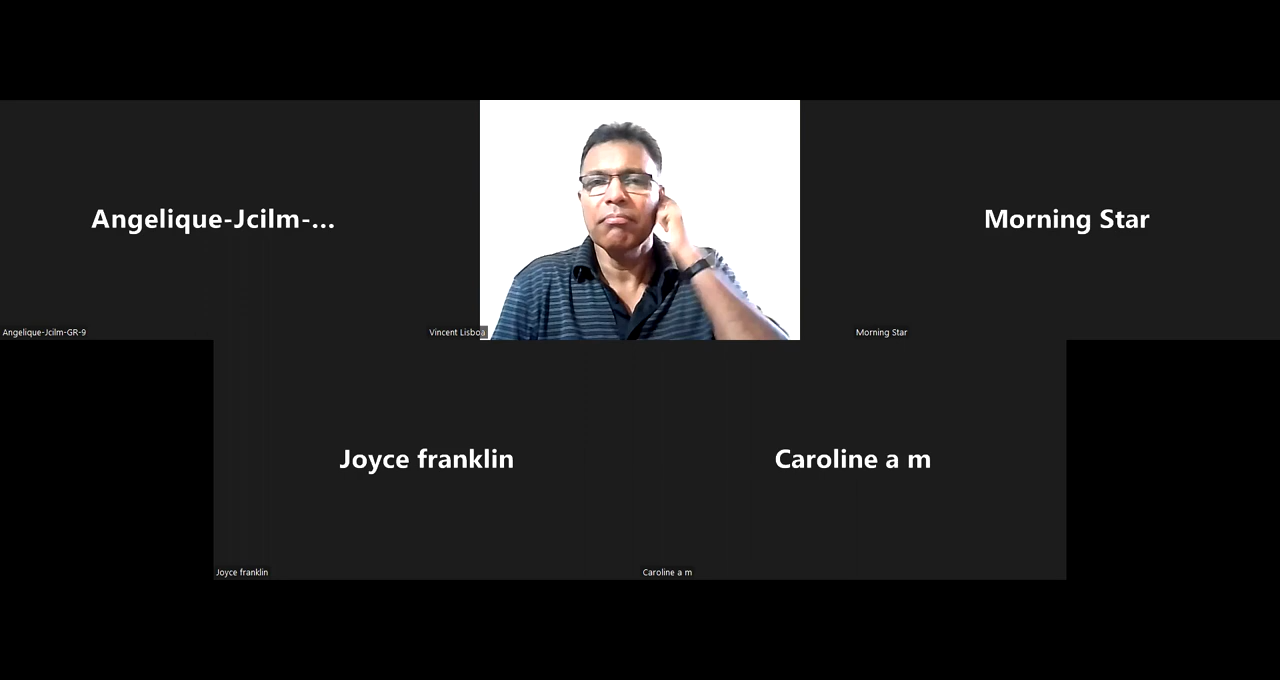 Angelique-Jcilm-...
Morning Star
Angelique-Jcilm-GR-9
Vincent Lisboa
Morning Star
Joyce franklin
Caroline a m
Joyce franklin
Caroline a m